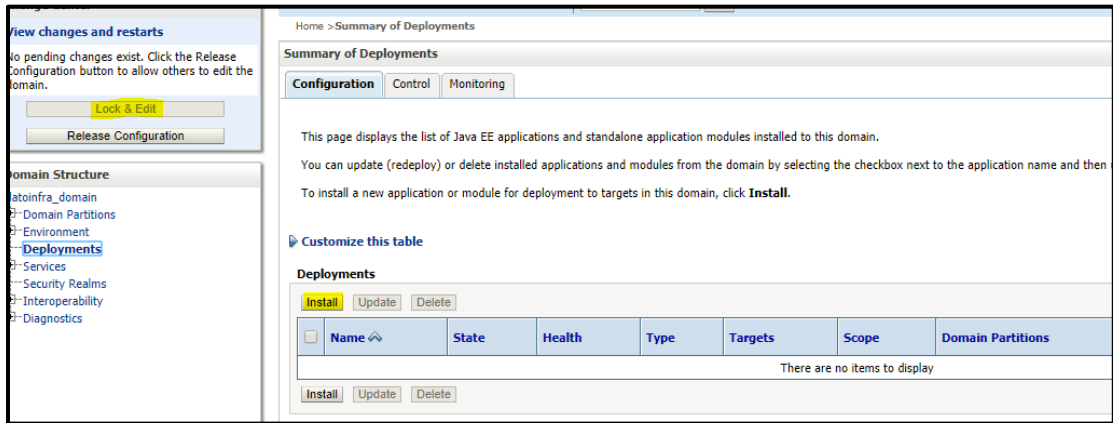 View changes and restarts
No pending changes exist. Click the Release
Configuration button to allow others to edit the
domain.
Lock & Edit
Release Configuration
Domain Structure
latoinfra_domain
Domain Partitions
Environment
Deployments
Services
Security Realms
Interoperability
Diagnostics
Home >Summary of Deployments
Summary of Deployments
Configuration Control Monitoring
This page displays the list of Java EE applications and standalone application modules installed to this domain.
You can update (redeploy) or delete installed applications and modules from the domain by selecting the checkbox next to the application name and then
To install a new application or module for deployment to targets in this domain, click Install.
Customize this table
Deployments
Install Update Delete
Name State Health Type Targets Scope Domain Partitions
There are no items to display
Install Update Delete